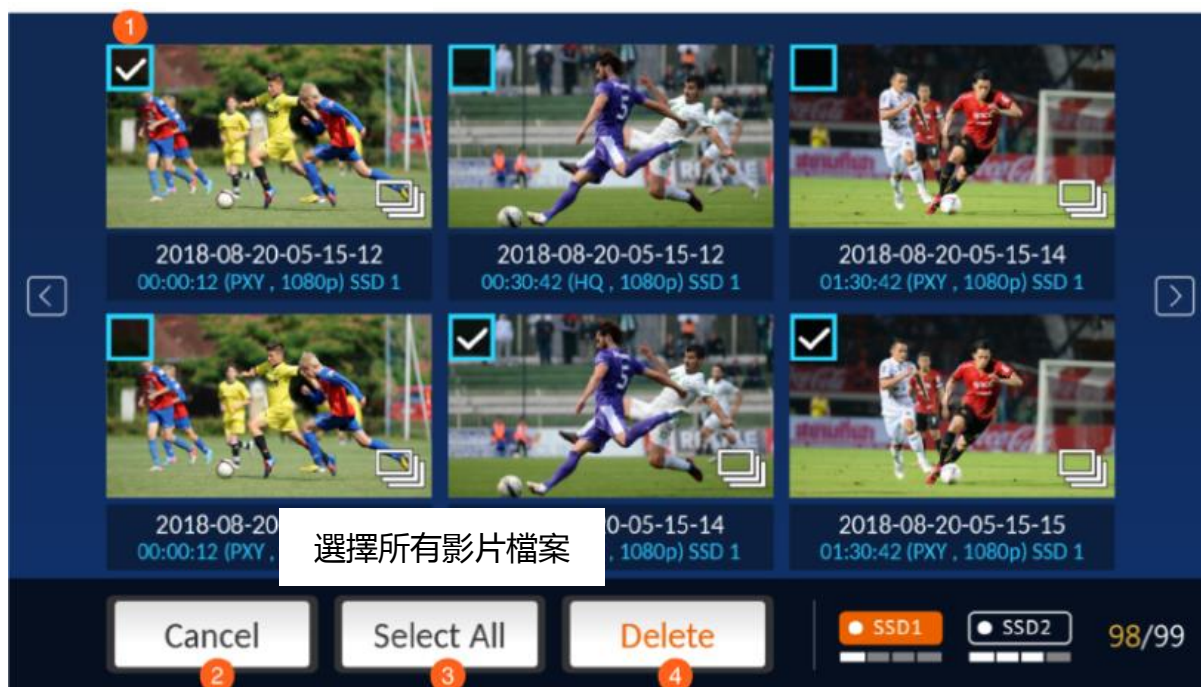 1
2018-08-20-05-15-12
00:00:12 (PXY , 1080p) SSD 1
2018-08-20-05-15-12
00:30:42 (HQ , 1080p) SSD 1
2018-08-20-05-15-14
01:30:42 (PXY , 1080p) SSD 1
2018-08-20
00:00:12 (PXY ,
0-05-15-14
, 1080p) SSD 1
2018-08-20-05-15-15
01:30:42 (PXY , 1080p) SSD 1
選擇所有影片檔案
Cancel
2
Select All
3
Delete
4
SSD1
SSD2
98/99